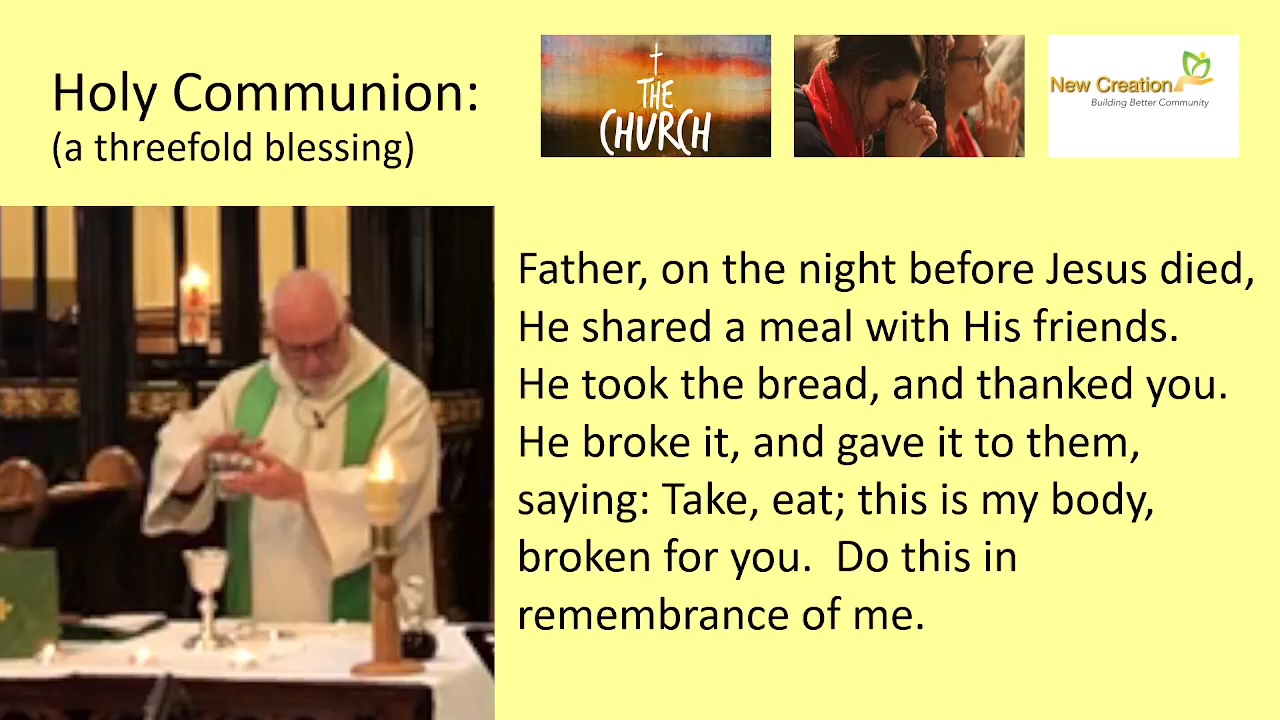 Holy Communion:
(a threefold blessing)
THE
CHURCH
New Creation
Building Better Community
Father, on the night before Jesus died,
He shared a meal with His friends.
He took the bread, and thanked you.
He broke it, and gave it to them,
saying: Take, eat; this is my body,
broken for you.  Do this in
remembrance of me.